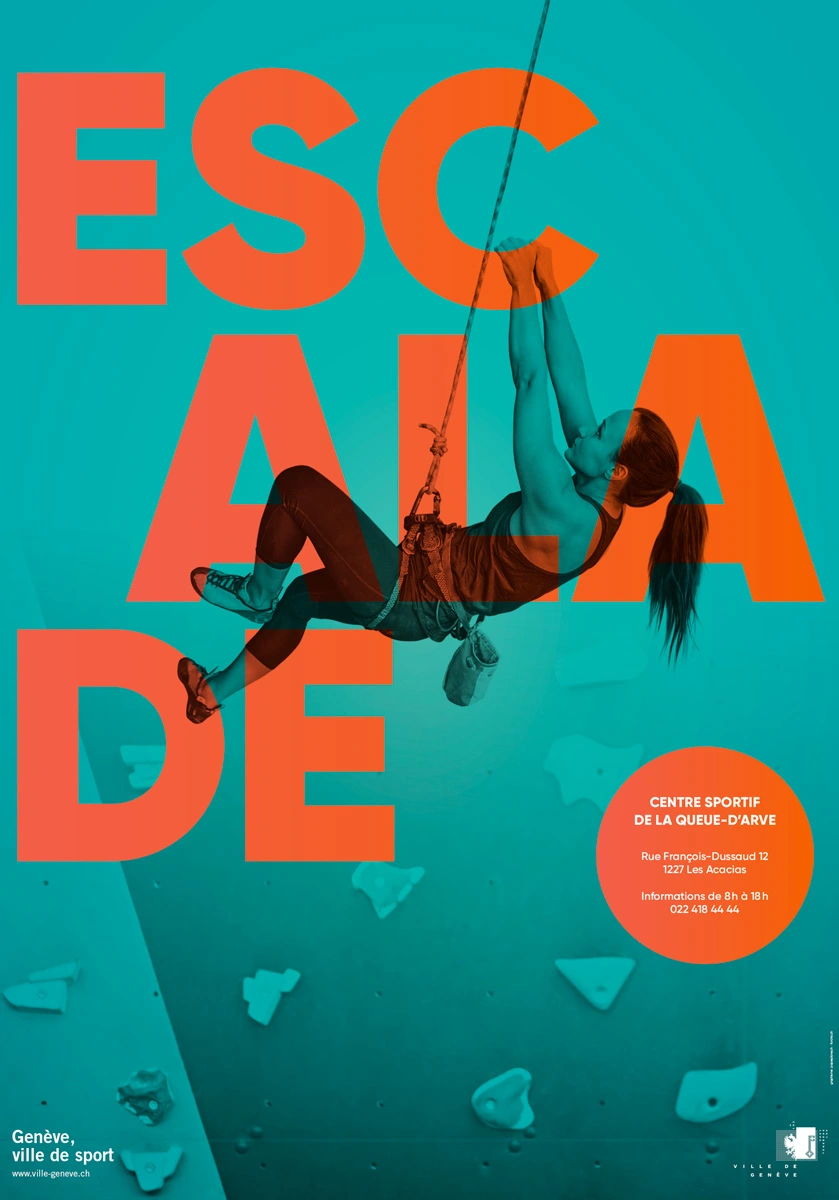 ESC
ALA
DE
CENTRE SPORTIF
DE LA QUEUE-D'ARVE
Rue François-Dussaud 12
1227 Les Acacias
Informations de 8h à 18h
022 418 44 44
Genève,
ville de sport
www.ville-geneve.ch
VILLE DE
GENÈVE